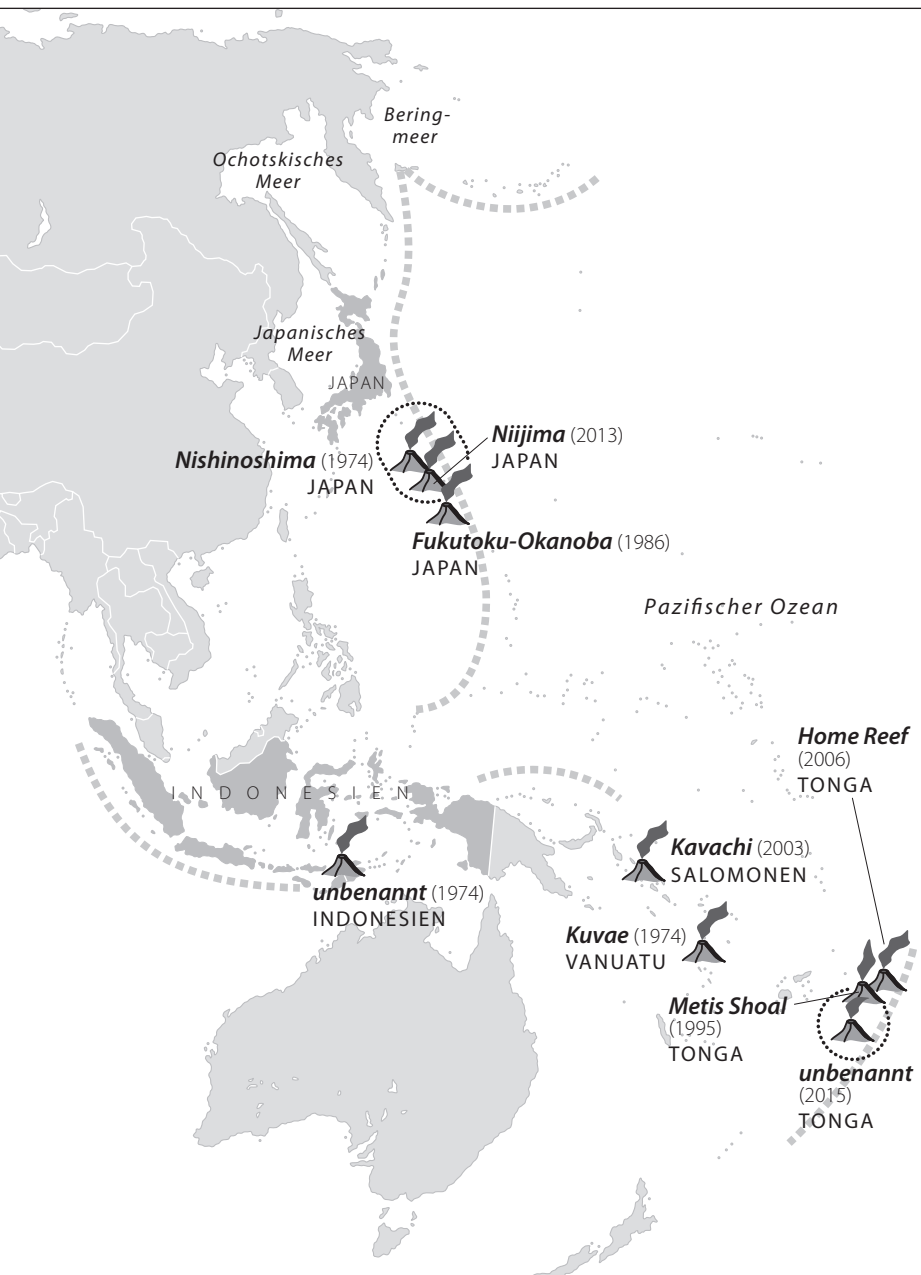 Bering-
meer
Ochotskisches
Meer
Japanisches
Meer
JAPAN
Niijima (2013)
JAPAN
Nishinoshima (1974)
JAPAN
Fukutoku-Okanoba (1986)
JAPAN
Pazifischer Ozean
Home Reef
(2006)
TONGA
INDONESIEN
Kavachi (2003)
SALOMONEN
unbenannt (1974)
INDONESIEN
Kuvae (1974)
VANUATU
Metis Shoal
(1995)
TONGA
unbenannt
(2015)
TONGA